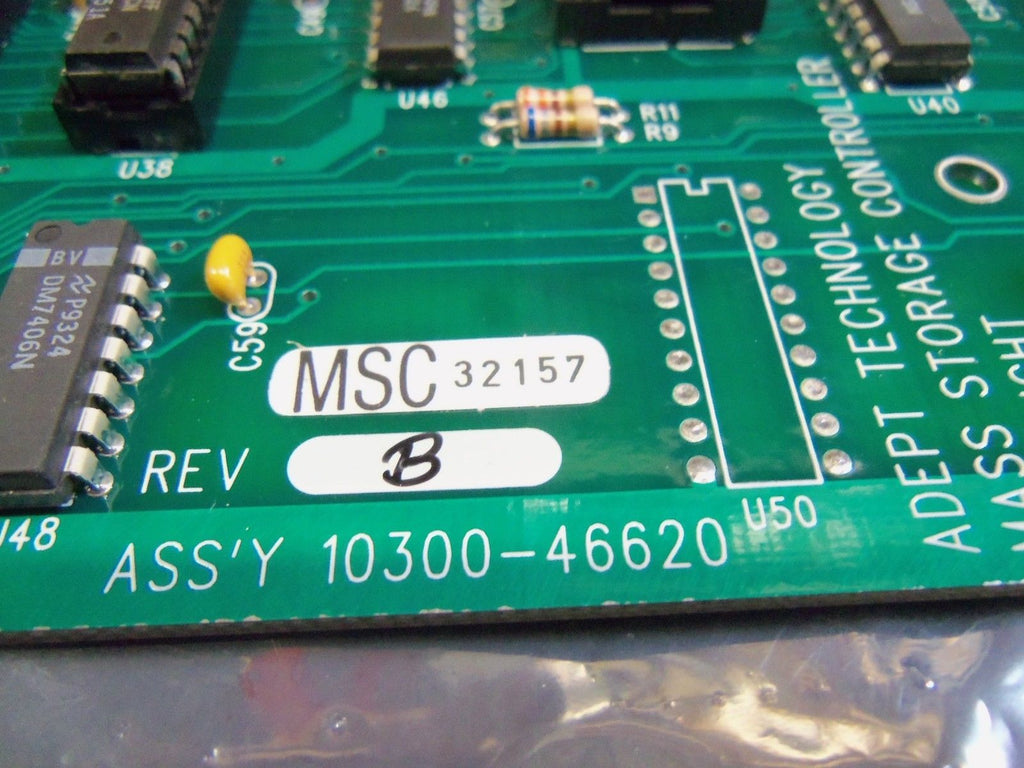 U46
U40
R11
R9
U38
BV
P9324
DM7406N
C59
MSC 32157
REV B
U48
ASS'Y 10300-46620
U50
ADEPT TECHNOLOGY
STORAGE CONTROLLER
MASS